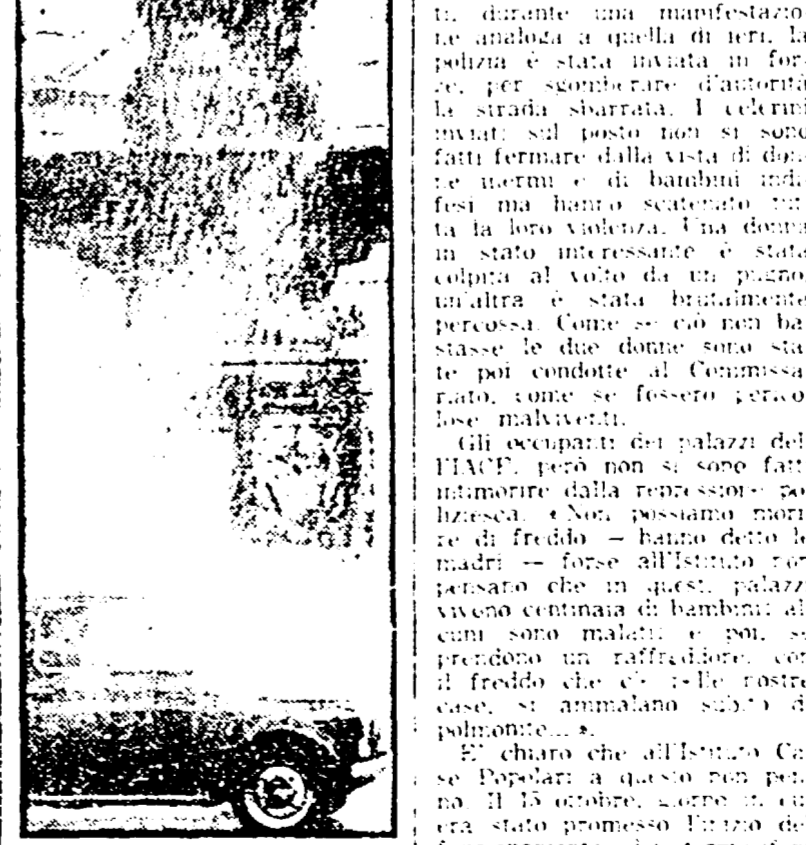 ti, durante una manifestazio
ne analoga a quella di ieri, la
polizia è stata inviata in for
ze, per sgomberare d'autorità
la strada sbarrata. I celerini
inviati sul posto non si sono
fatti fermare dalla vista di don
ne inermi e di bambini indi
fesi ma hanno scatenato tut
ta la loro violenza. Una donna
in stato interessante è stata
colpita al volto da un pugno
un'altra è stata brutalmente
percossa. Come se ciò non ba
stasse le due donne sono sta
te poi condotte al Commissa
riato, come se fossero perico
lose malviventi.
Gli occupanti dei palazzi del
l'IACP, però non si sono fatti
intimorire dalla repressione po
liziesca. «Non possiamo mori
re di freddo — hanno detto le
madri — forse all'Istituto non
pensano che in questi palazzi
vivono centinaia di bambini: al
cuni sono malati: e poi, se
prendono un raffreddore, con
il freddo che c'è nelle nostre
case, si ammalano subito di
polmonite... ».
E' chiaro che all'Istituto Ca
se Popolari a questo non pen
no. Il 15 ottobre, giorno in cui
era stato promesso l'inizio del